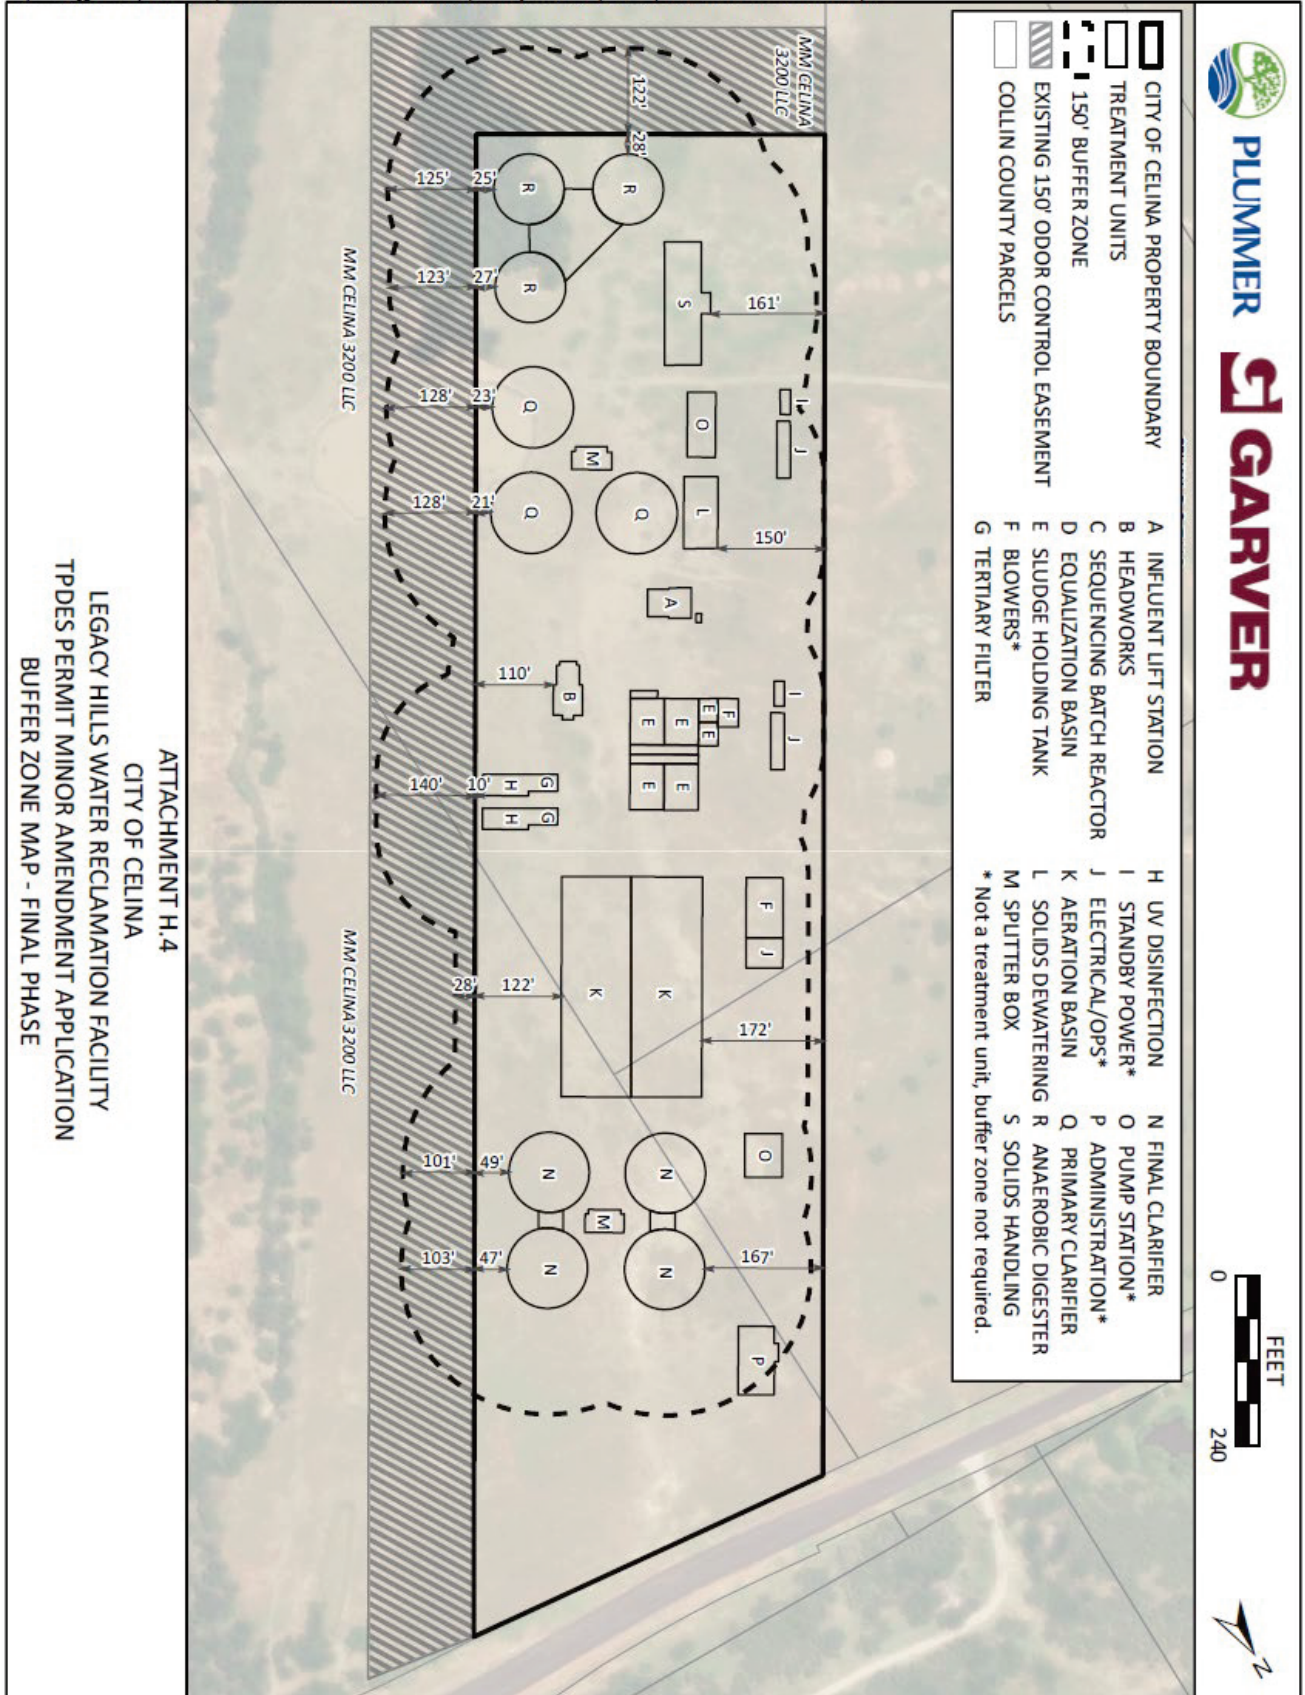 PLUMMER
GARVER
FEET
0 240
N
CITY OF CELINA PROPERTY BOUNDARY
TREATMENT UNITS
150' BUFFER ZONE
EXISTING 150' ODOR CONTROL EASEMENT
COLLIN COUNTY PARCELS
A INFLUENT LIFT STATION
B HEADWORKS
C SEQUENCING BATCH REACTOR
D EQUALIZATION BASIN
E SLUDGE HOLDING TANK
F BLOWERS*
G TERTIARY FILTER
H UV DISINFECTION
I STANDBY POWER*
J ELECTRICAL/OPS*
K AERATION BASIN
L SOLIDS DEWATERING
M SPLITTER BOX
N FINAL CLARIFIER
O PUMP STATION*
P ADMINISTRATION*
Q PRIMARY CLARIFIER
R ANAEROBIC DIGESTER
S SOLIDS HANDLING
* Not a treatment unit, buffer zone not required.
MM CELINA
3200 LLC
161'
150'
172'
167'
I
J
I
J
F
J
O
P
S
O
L
F
E
E
E
E
E
E
A
K
K
N
N
N
N
M
122'
28'
R
R
R
Q
Q
Q
M
B
G
G
H
H
110'
122'
25'
27'
23'
21'
10'
28'
49'
47'
125'
123'
128'
128'
140'
101'
103'
MM CELINA 3200 LLC
MM CELINA 3200 LLC
ATTACHMENT H.4
CITY OF CELINA
LEGACY HILLS WATER RECLAMATION FACILITY
TPDES PERMIT MINOR AMENDMENT APPLICATION
BUFFER ZONE MAP - FINAL PHASE